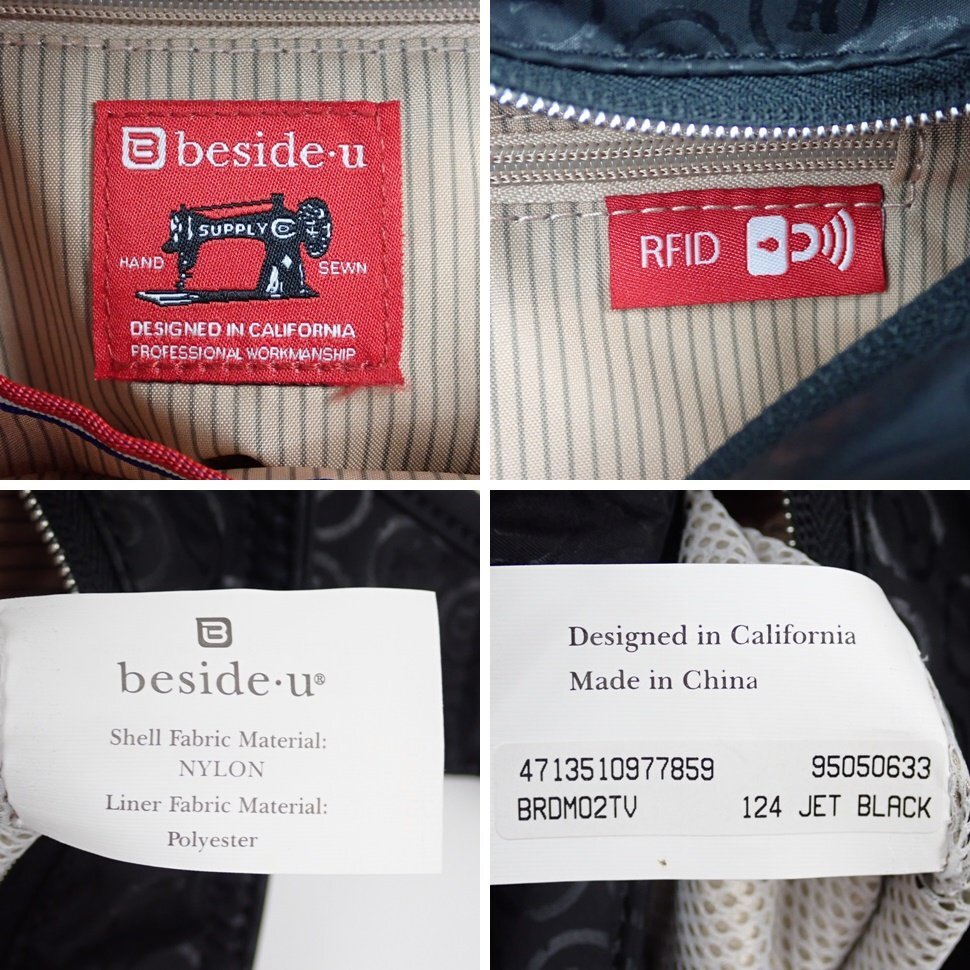 beside·u
SUPPLY
HAND SEWN
DESIGNED IN CALIFORNIA
PROFESSIONAL WORKMANSHIP
RFID
beside·u®
Shell Fabric Material:
NYLON
Liner Fabric Material:
Polyester
Designed in California
Made in China
4713510977859 95050633
BRDM02TV 124 JET BLACK